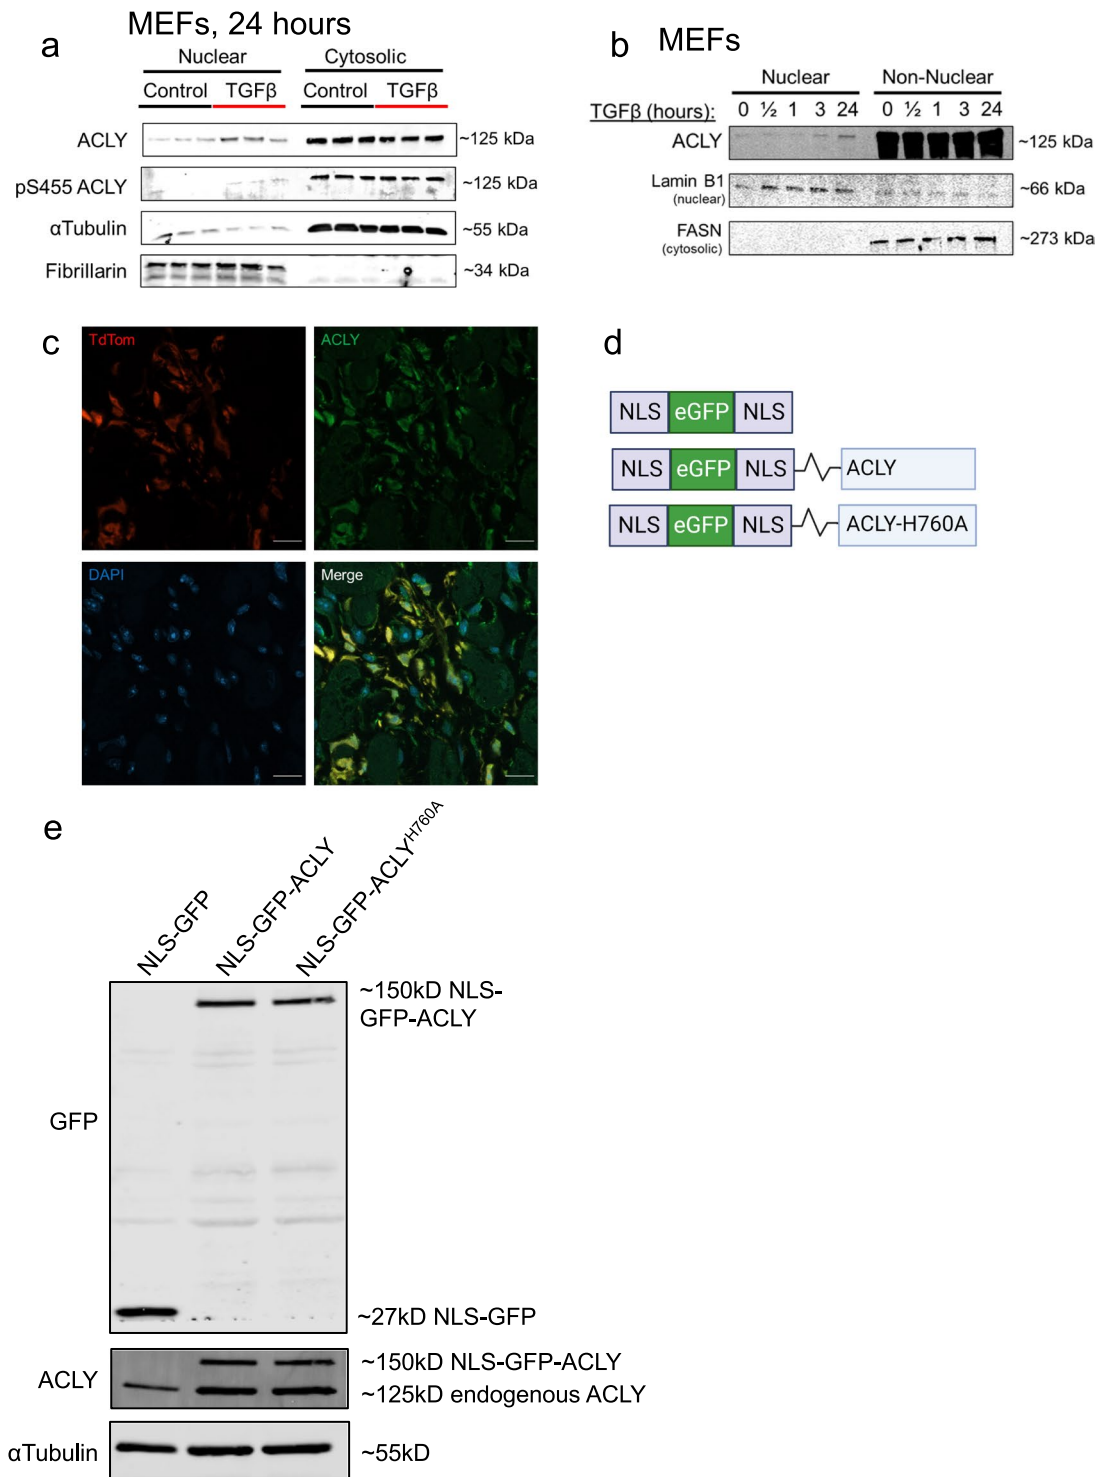 a
MEFs, 24 hours
Nuclear
Cytosolic
Control
TGFβ
Control
TGFβ
ACLY
~125 kDa
pS455 ACLY
~125 kDa
αTubulin
~55 kDa
Fibrillarin
~34 kDa
b
MEFs
Nuclear
Non-Nuclear
TGFβ (hours): 0 ½ 1 3 24 0 ½ 1 3 24
ACLY
~125 kDa
Lamin B1
(nuclear)
~66 kDa
FASN
(cytosolic)
~273 kDa
c
TdTom
ACLY
DAPI
Merge
d
NLS eGFP NLS
NLS eGFP NLS ACLY
NLS eGFP NLS ACLY-H760A
e
NLS-GFP
NLS-GFP-ACLY
NLS-GFP-ACLYᴴ⁷⁶⁰ᴬ
GFP
~150kD NLS-
GFP-ACLY
~27kD NLS-GFP
ACLY
~150kD NLS-GFP-ACLY
~125kD endogenous ACLY
αTubulin
~55kD